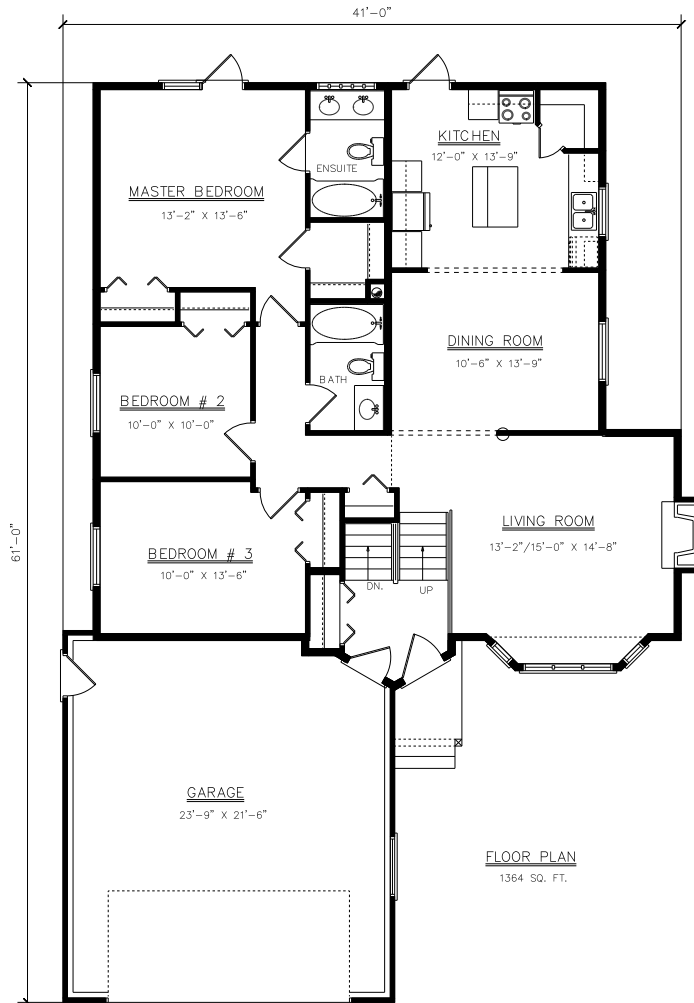 41'-0"
KITCHEN
12'-0" X 13'-9"
ENSUITE
MASTER BEDROOM
13'-2" X 13'-6"
DINING ROOM
10'-6" X 13'-9"
BATH
BEDROOM # 2
10'-0" X 10'-0"
61'-0"
LIVING ROOM
13'-2"/15'-0" X 14'-8"
BEDROOM # 3
10'-0" X 13'-6"
DN.
UP
GARAGE
23'-9" X 21'-6"
FLOOR PLAN
1364 SQ. FT.